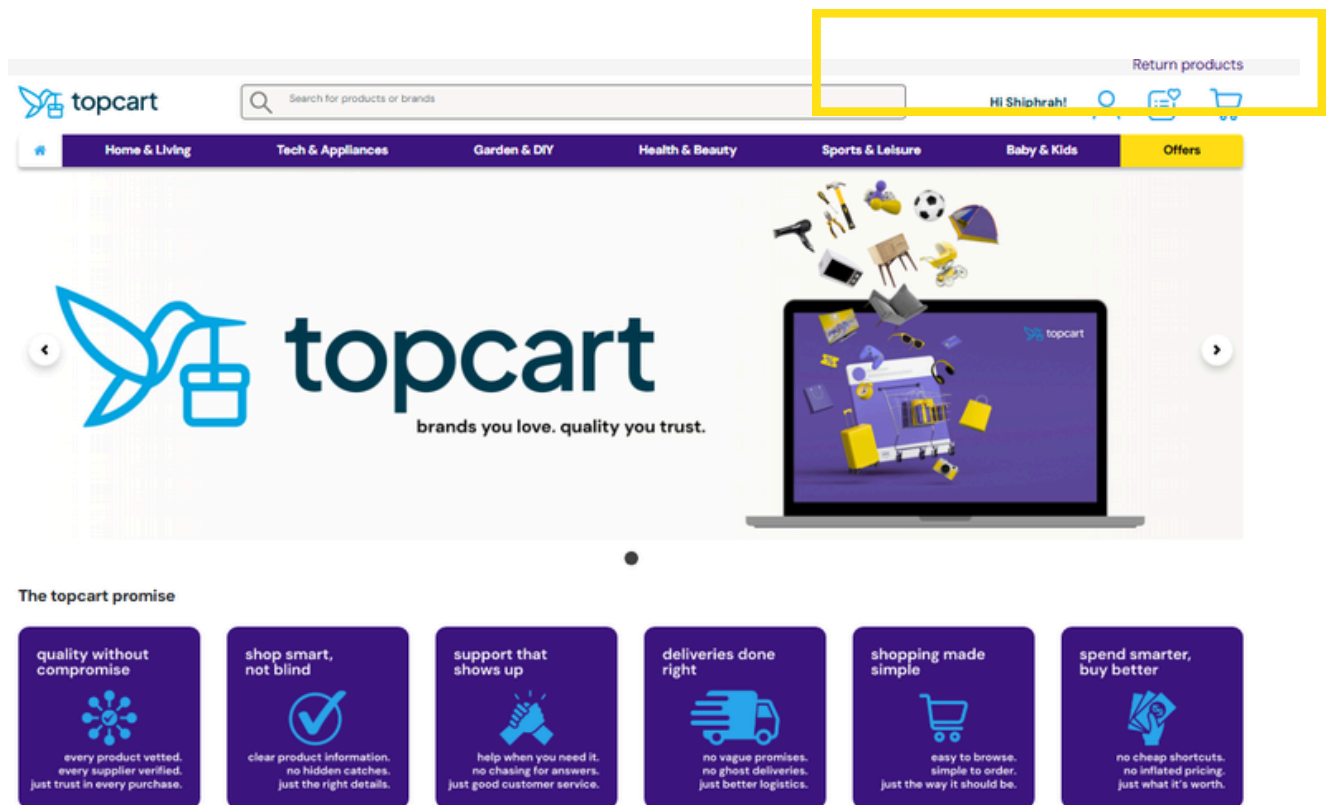 Return products
topcart
Search for products or brands
Hi Shiphrah!
Home & Living
Tech & Appliances
Garden & DIY
Health & Beauty
Sports & Leisure
Baby & Kids
Offers
topcart
brands you love. quality you trust.
topcart
The topcart promise
quality without
compromise
every product vetted.
every supplier verified.
just trust in every purchase.
shop smart,
not blind
clear product information.
no hidden catches.
just the right details.
support that
shows up
help when you need it.
no chasing for answers.
just good customer service.
deliveries done
right
no vague promises.
no ghost deliveries.
just better logistics.
shopping made
simple
easy to browse.
simple to order.
just the way it should be.
spend smarter,
buy better
no cheap shortcuts.
no inflated pricing.
just what it's worth.